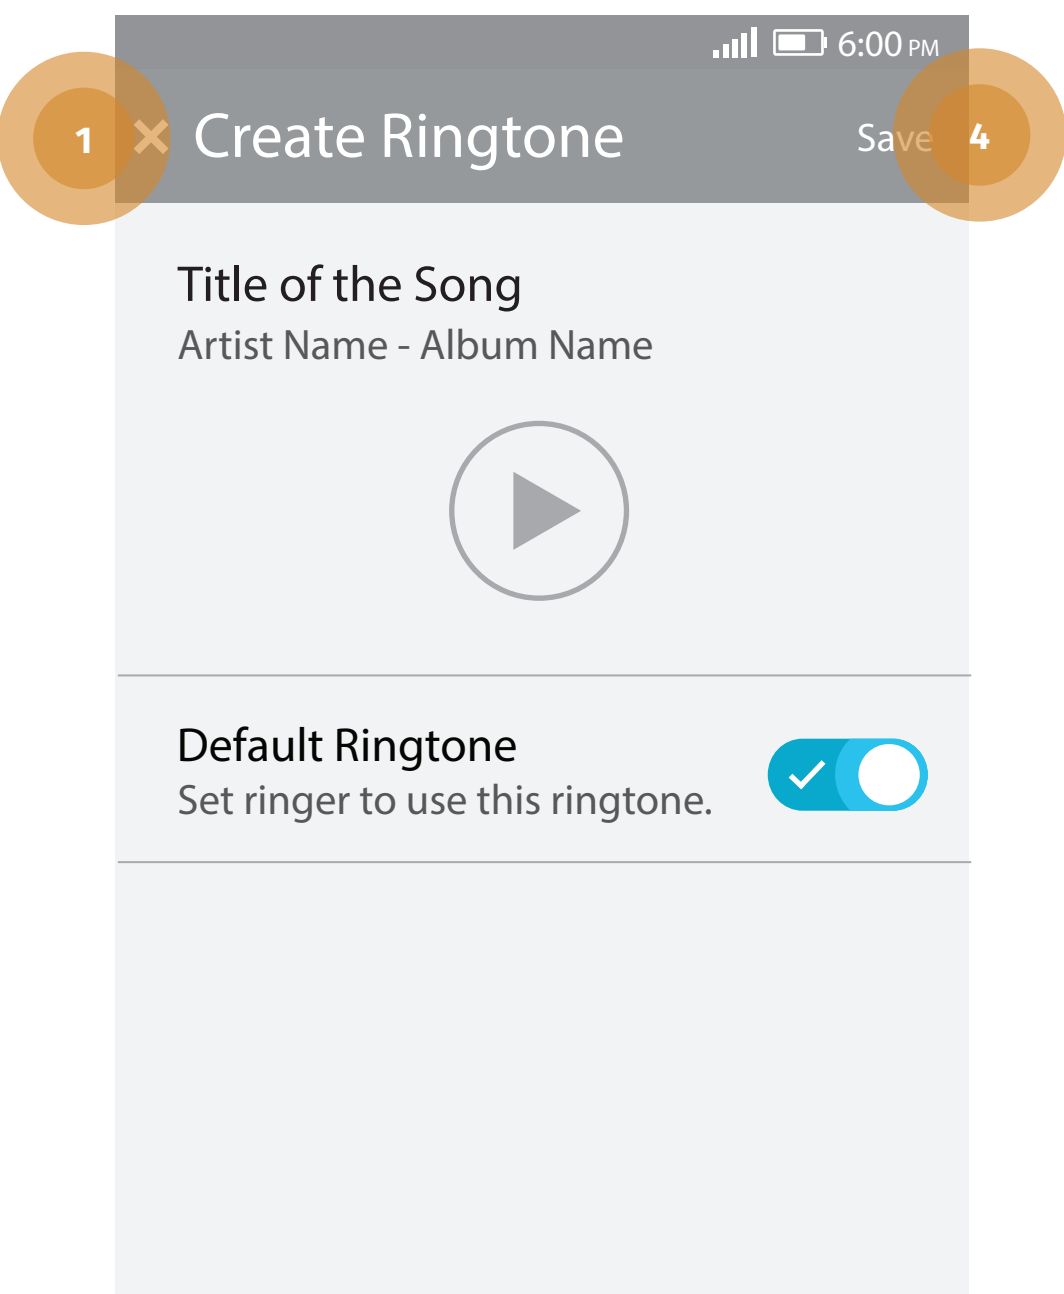 6:00 PM
1
Create Ringtone
Save
4
Title of the Song
Artist Name - Album Name
Default Ringtone
Set ringer to use this ringtone.